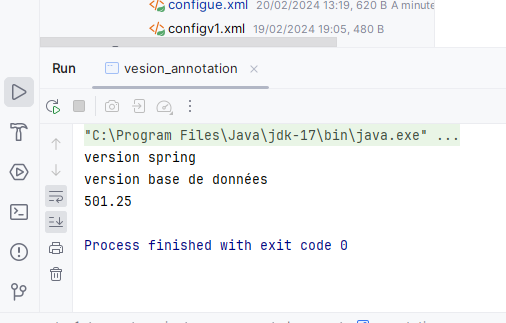 configue.xml 20/02/2024 13:19, 620 B A minute
configv1.xml 19/02/2024 19:05, 480 B
Run vesion_annotation
"C:\Program Files\Java\jdk-17\bin\java.exe" ...
version spring
version base de données
501.25
Process finished with exit code 0